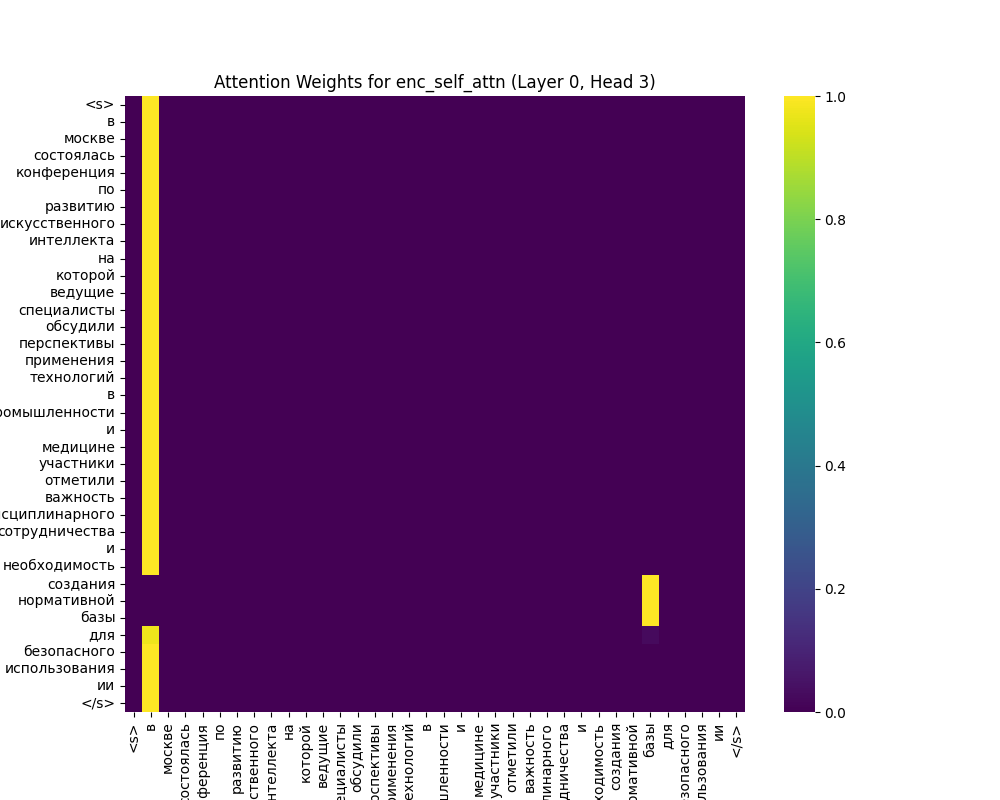 Attention Weights for enc_self_attn (Layer 0, Head 3)
<s>
в
москве
состоялась
конференция
по
развитию
искусственного
интеллекта
на
которой
ведущие
специалисты
обсудили
перспективы
применения
технологий
в
ромышленности
и
медицине
участники
отметили
важность
сциплинарного
сотрудничества
и
необходимость
создания
нормативной
базы
для
безопасного
использования
ии
</s>
<s>
в
москве
состоялась
ференция
по
развитию
ственного
нтеллекта
на
которой
ведущие
ециалисты
обсудили
рспективы
рименения
ехнологий
в
шленности
и
медицине
участники
отметили
важность
линарного
дничества
и
ходимость
создания
рмативной
базы
для
езопасного
льзования
ии
</s>
1.0
0.8
0.6
0.4
0.2
0.0